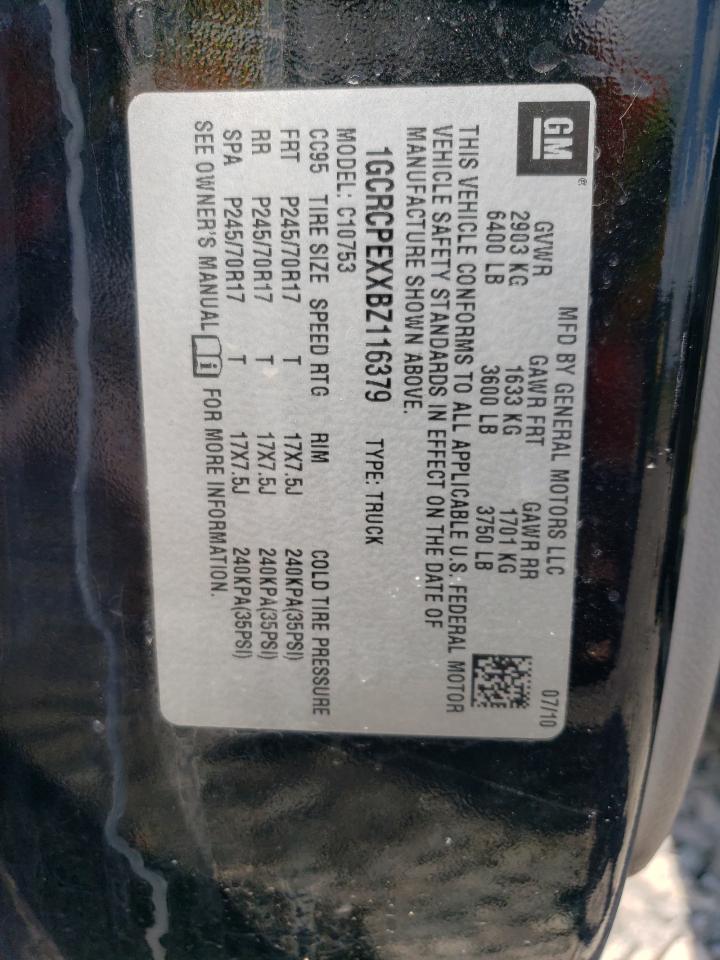 GM ®
MFD BY GENERAL MOTORS LLC 07/10
GVWR GAWR FRT GAWR RR
2903 KG 1633 KG 1701 KG
6400 LB 3600 LB 3750 LB
THIS VEHICLE CONFORMS TO ALL APPLICABLE U.S. FEDERAL MOTOR
VEHICLE SAFETY STANDARDS IN EFFECT ON THE DATE OF
MANUFACTURE SHOWN ABOVE.
1GCRCPEXXBZ116379 TYPE: TRUCK
MODEL: C10753
CC95 TIRE SIZE SPEED RTG RIM COLD TIRE PRESSURE
FRT P245/70R17 T 17X7.5J 240KPA(35PSI)
RR P245/70R17 T 17X7.5J 240KPA(35PSI)
SPA P245/70R17 T 17X7.5J 240KPA(35PSI)
SEE OWNER'S MANUAL FOR MORE INFORMATION.